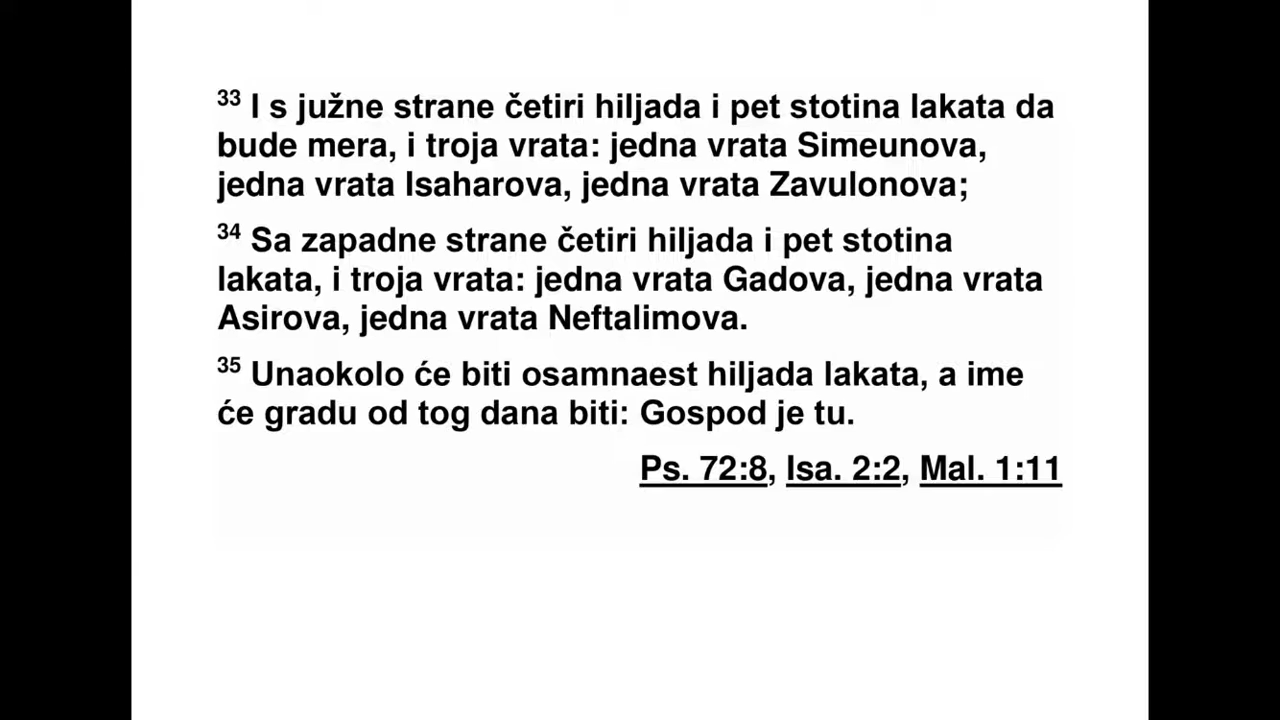 33 I s južne strane četiri hiljada i pet stotina lakata da
bude mera, i troja vrata: jedna vrata Simeunova,
jedna vrata Isaharova, jedna vrata Zavulonova;
34 Sa zapadne strane četiri hiljada i pet stotina
lakata, i troja vrata: jedna vrata Gadova, jedna vrata
Asirova, jedna vrata Neftalimova.
35 Unaokolo će biti osamnaest hiljada lakata, a ime
će gradu od tog dana biti: Gospod je tu.
Ps. 72:8, Isa. 2:2, Mal. 1:11